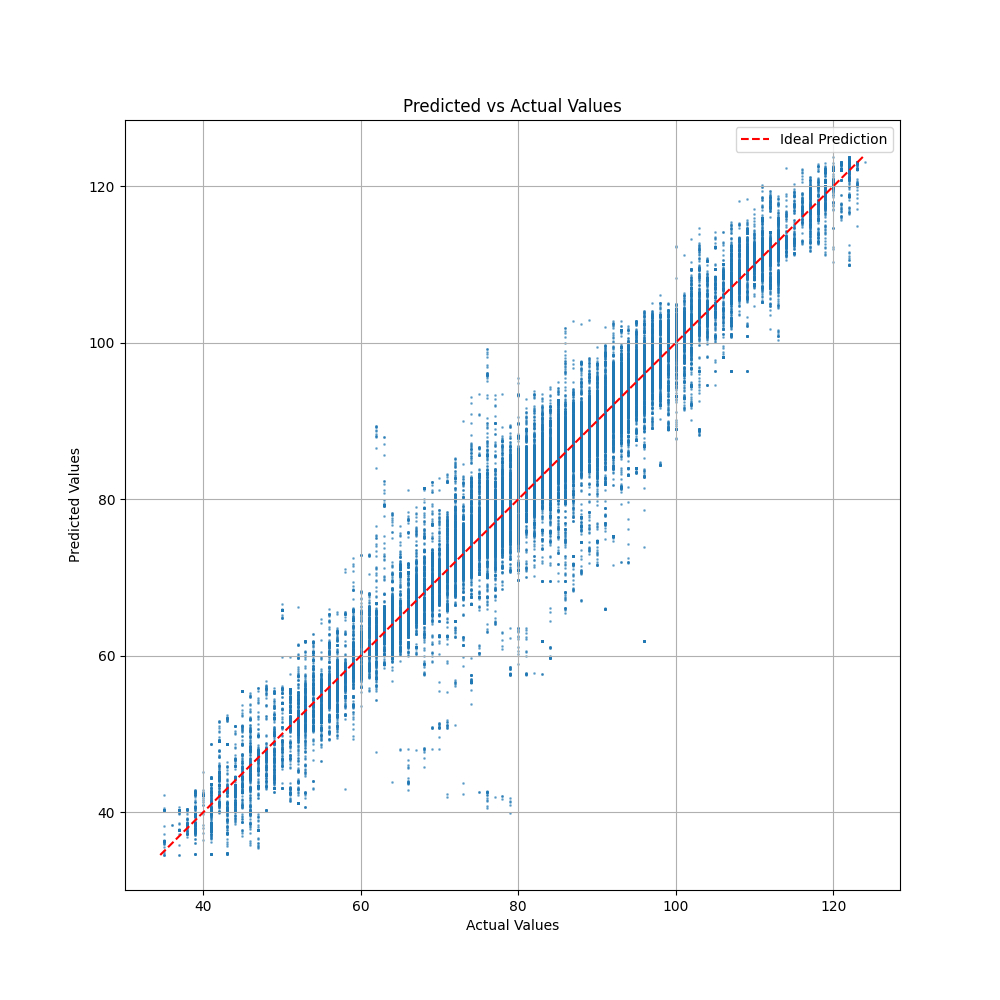 Predicted vs Actual Values
Ideal Prediction
120
100
80
60
40
Predicted Values
40 60 80 100 120
Actual Values